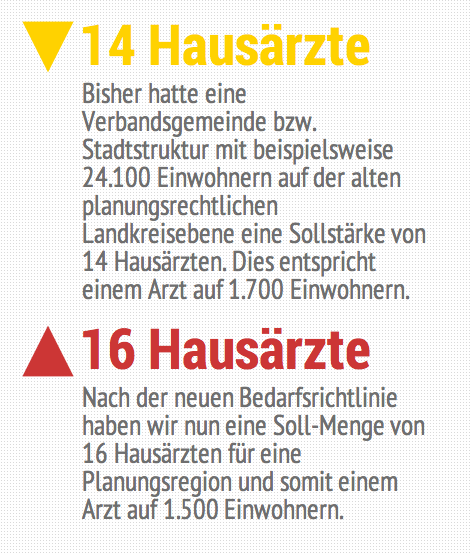 14 Hausärzte
Bisher hatte eine
Verbandsgemeinde bzw.
Stadtstruktur mit beispielsweise
24.100 Einwohnern auf der alten
planungsrechtlichen
Landkreisebene eine Sollstärke von
14 Hausärzten. Dies entspricht
einem Arzt auf 1.700 Einwohnern.
16 Hausärzte
Nach der neuen Bedarfsrichtlinie
haben wir nun eine Soll-Menge von
16 Hausärzten für eine
Planungsregion und somit einem
Arzt auf 1.500 Einwohnern.